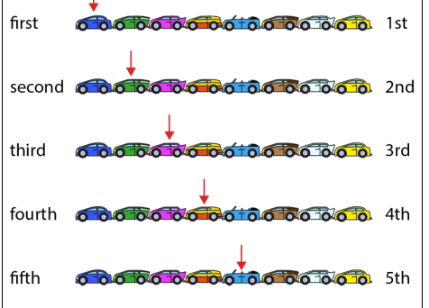 first 1st
second 2nd
third 3rd
fourth 4th
fifth 5th